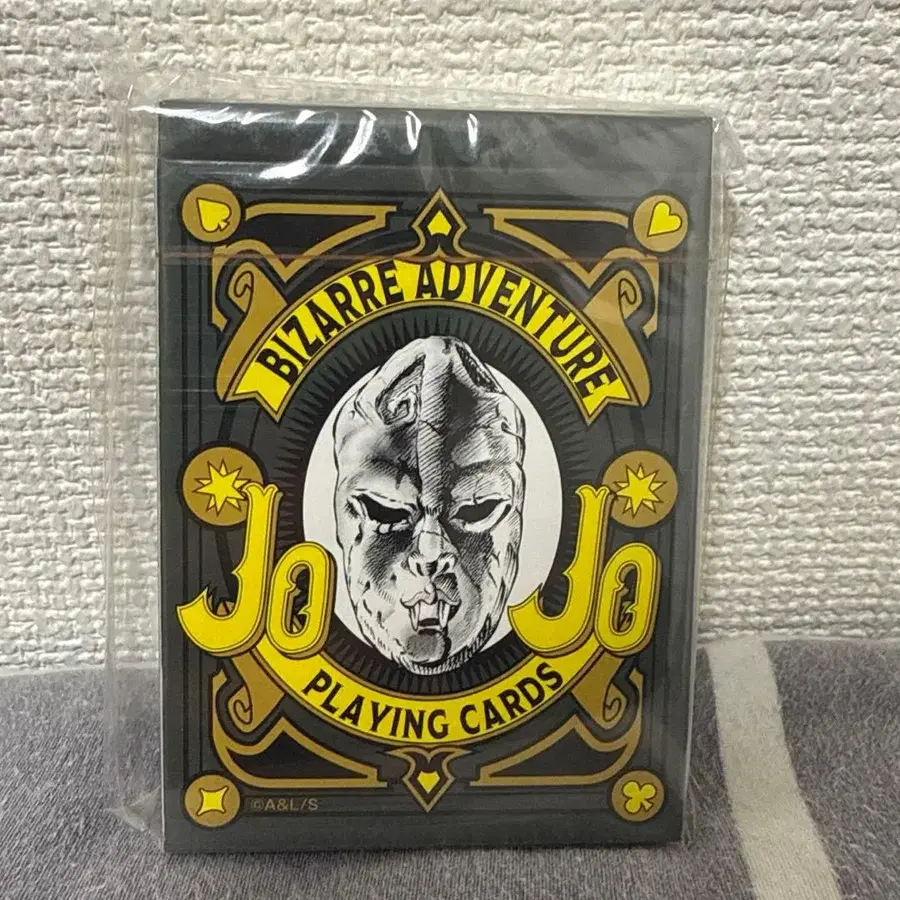 BIZARRE ADVENTURE
JOJO
PLAYING CARDS
©A&L/S